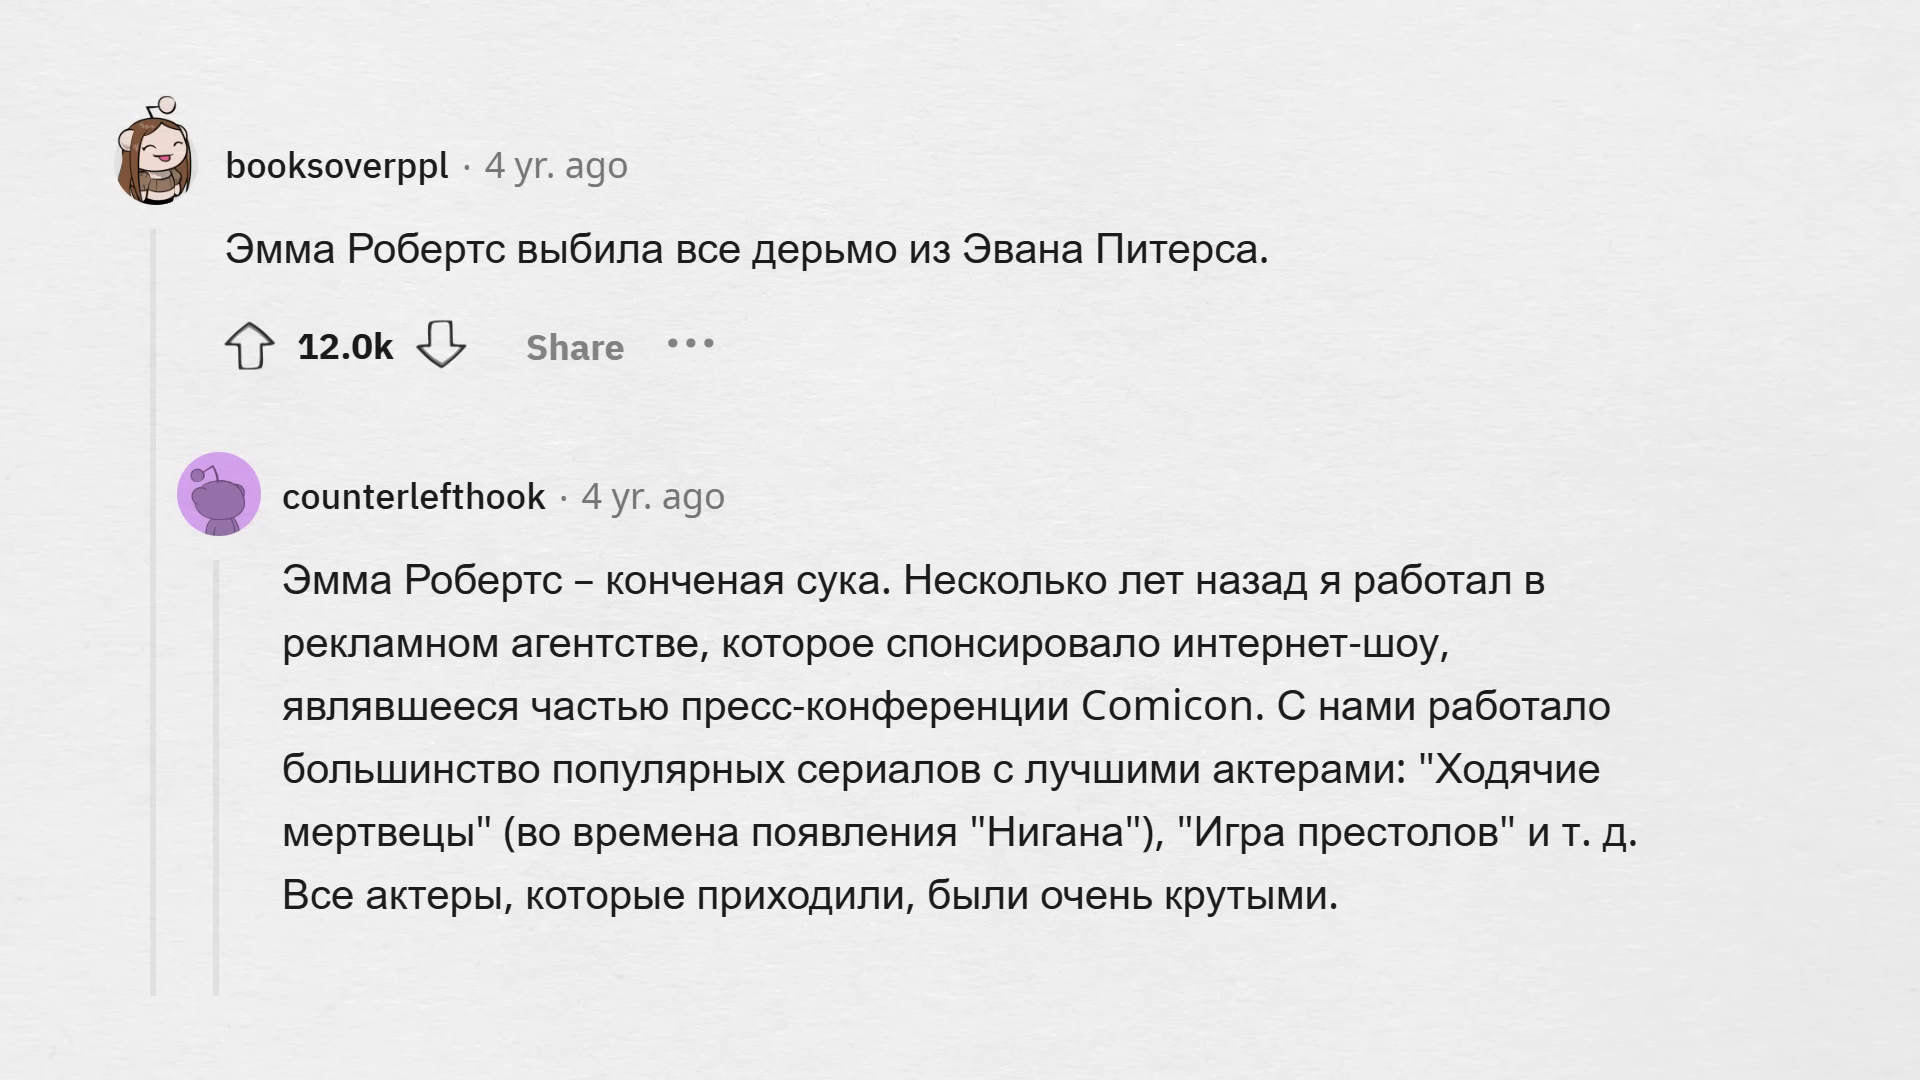 booksoverppl · 4 yr. ago
Эмма Робертс выбила все дерьмо из Эвана Питерса.
12.0k Share •••
counterlefthook · 4 yr. ago
Эмма Робертс – конченая сука. Несколько лет назад я работал в
рекламном агентстве, которое спонсировало интернет-шоу,
являвшееся частью пресс-конференции Comicon. С нами работало
большинство популярных сериалов с лучшими актерами: "Ходячие
мертвецы" (во времена появления "Нигана"), "Игра престолов" и т. д.
Все актеры, которые приходили, были очень крутыми.